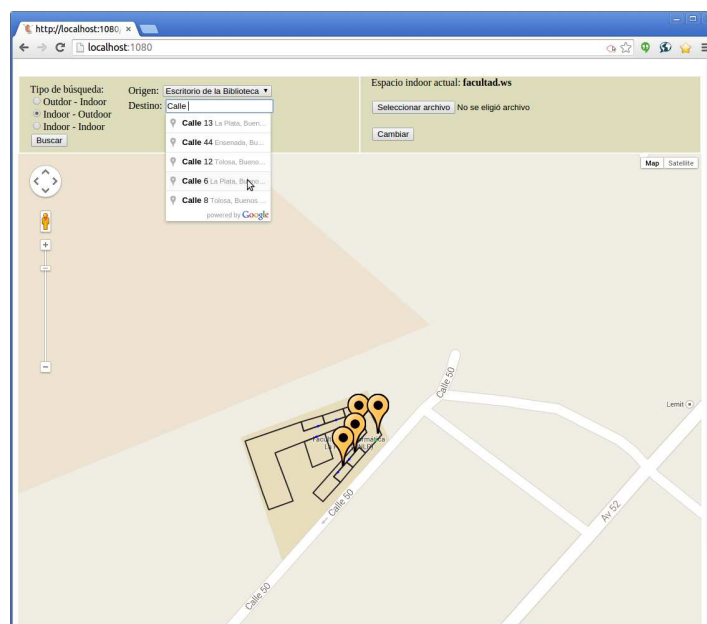 http://localhost:1080
localhost:1080
Tipo de búsqueda:
Outdor - Indoor
Indoor - Outdoor
Indoor - Indoor
Buscar
Origen: Escritorio de la Biblioteca
Destino: Calle
Calle 13 La Plata, Buen...
Calle 44 Ensenada, Bu...
Calle 12 Tolosa, Bueno...
Calle 6 La Plata, Bueno...
Calle 8 Tolosa, Buenos ...
powered by Google
Espacio indoor actual: facultad.ws
Seleccionar archivo No se eligió archivo
Cambiar
Map Satellite
Calle 50
Lemit
Av 52
Calle 50
Calle 50